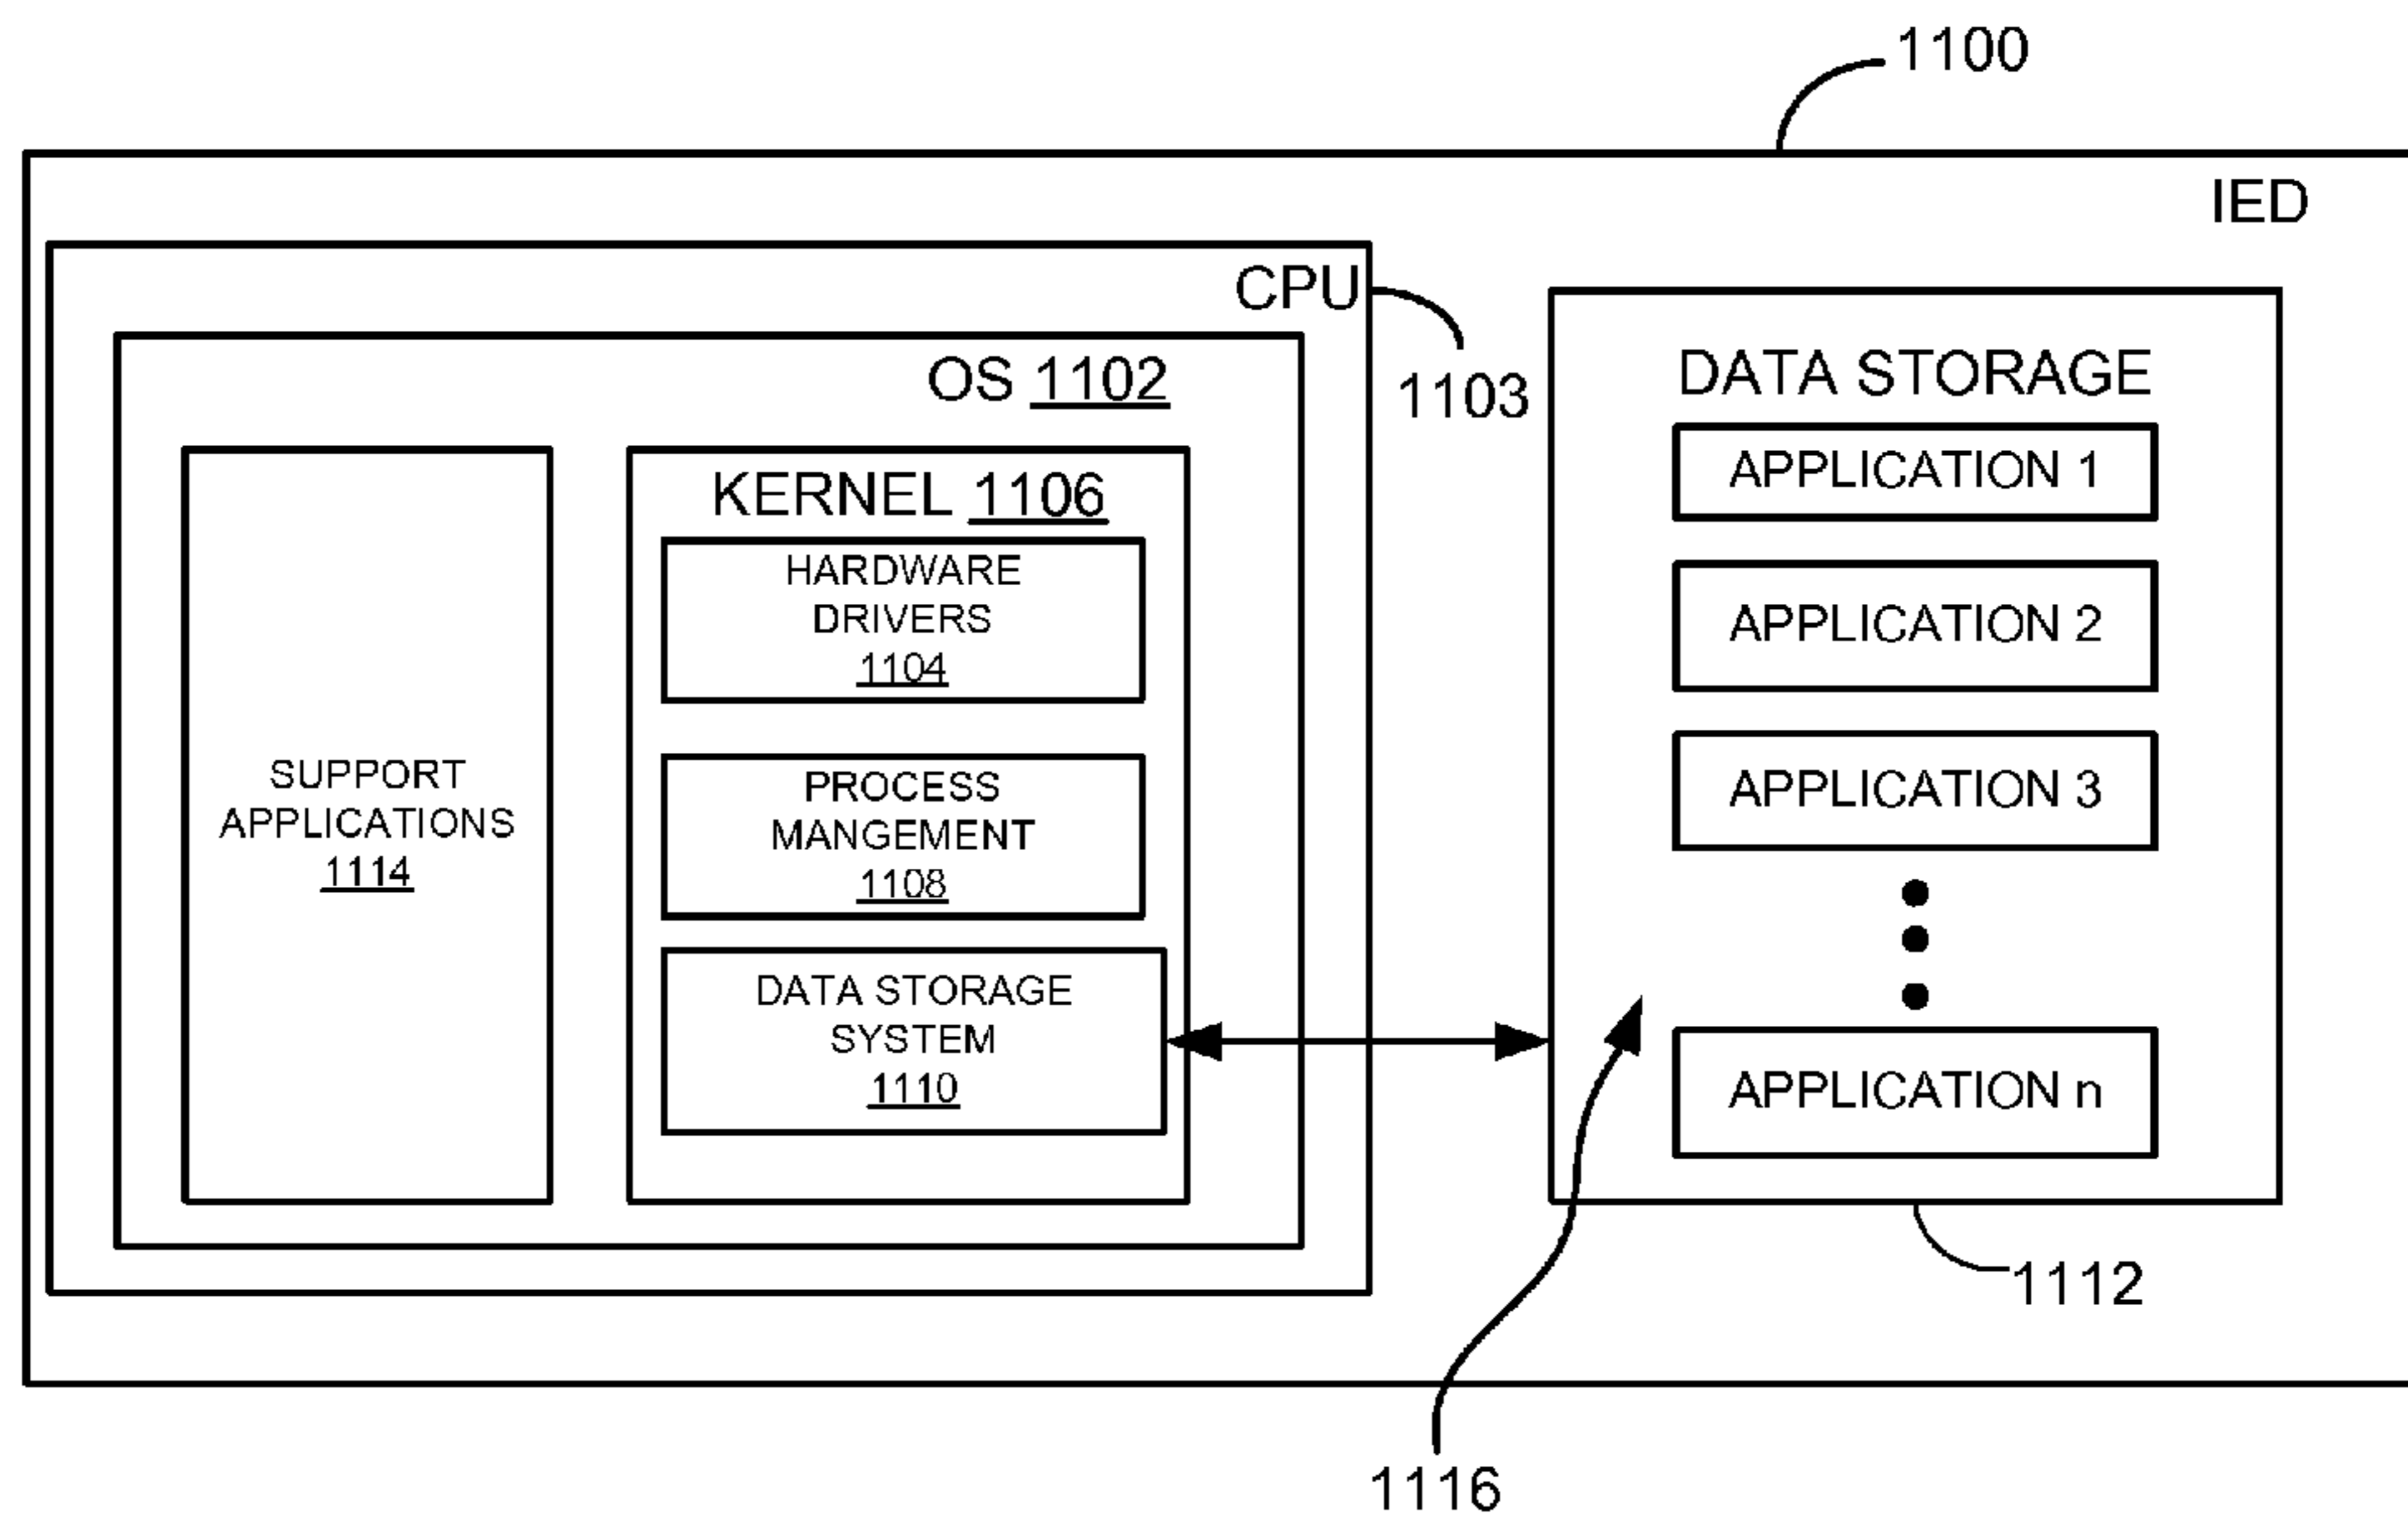 1100
IED
CPU
1103
OS 1102
KERNEL 1106
HARDWARE
DRIVERS
1104
PROCESS
MANGEMENT
1108
DATA STORAGE
SYSTEM
1110
SUPPORT
APPLICATIONS
1114
DATA STORAGE
APPLICATION 1
APPLICATION 2
APPLICATION 3
APPLICATION n
1112
1116